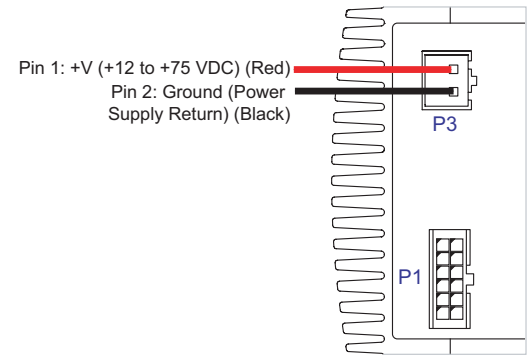 Pin 1: +V (+12 to +75 VDC) (Red)
Pin 2: Ground (Power
Supply Return) (Black)
P3
P1